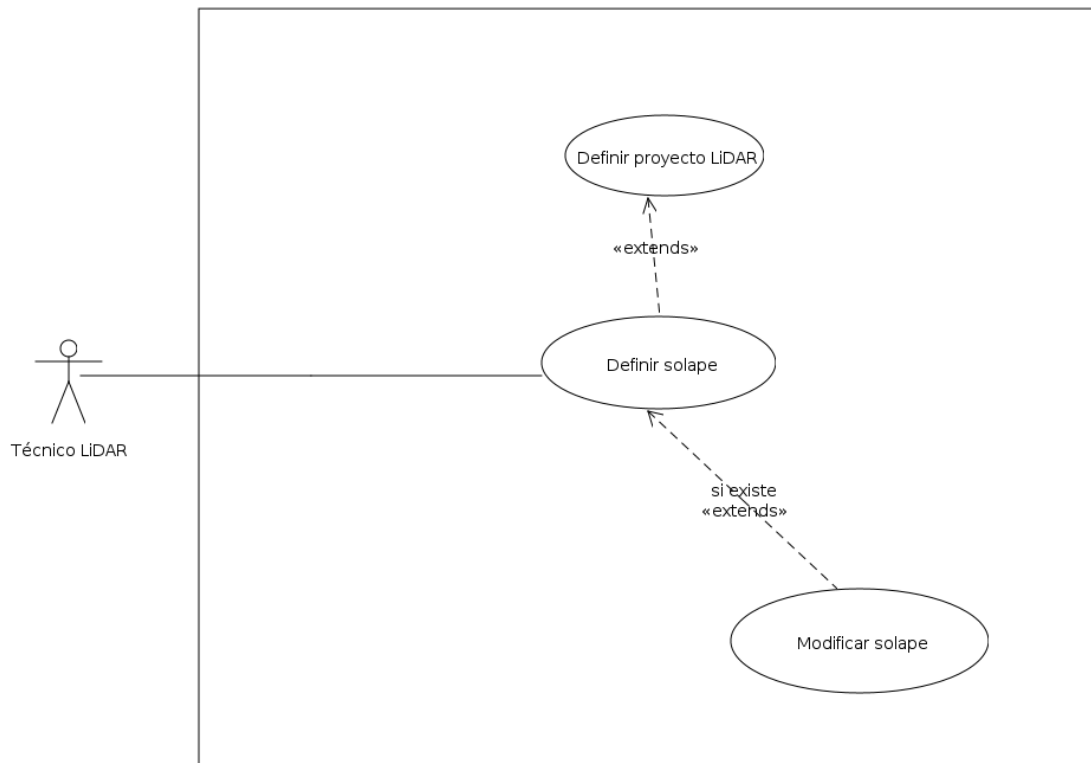 Definir proyecto LiDAR
«extends»
Definir solape
Técnico LiDAR
si existe
«extends»
Modificar solape